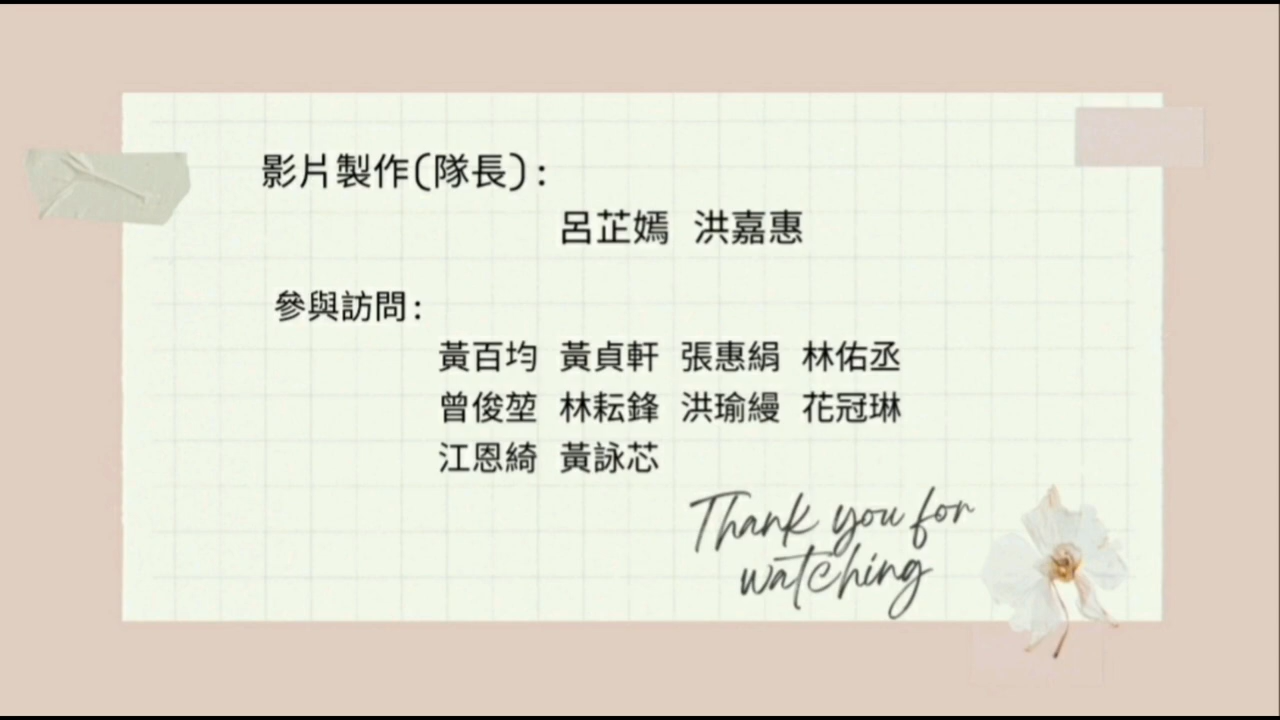 影片製作(隊長):
呂芷嫣 洪嘉惠
參與訪問:
黃百均 黃貞軒 張惠絹 林佑丞
曾俊堃 林耘鋒 洪瑜縵 花冠琳
江恩綺 黃詠芯
Thank you for
watching